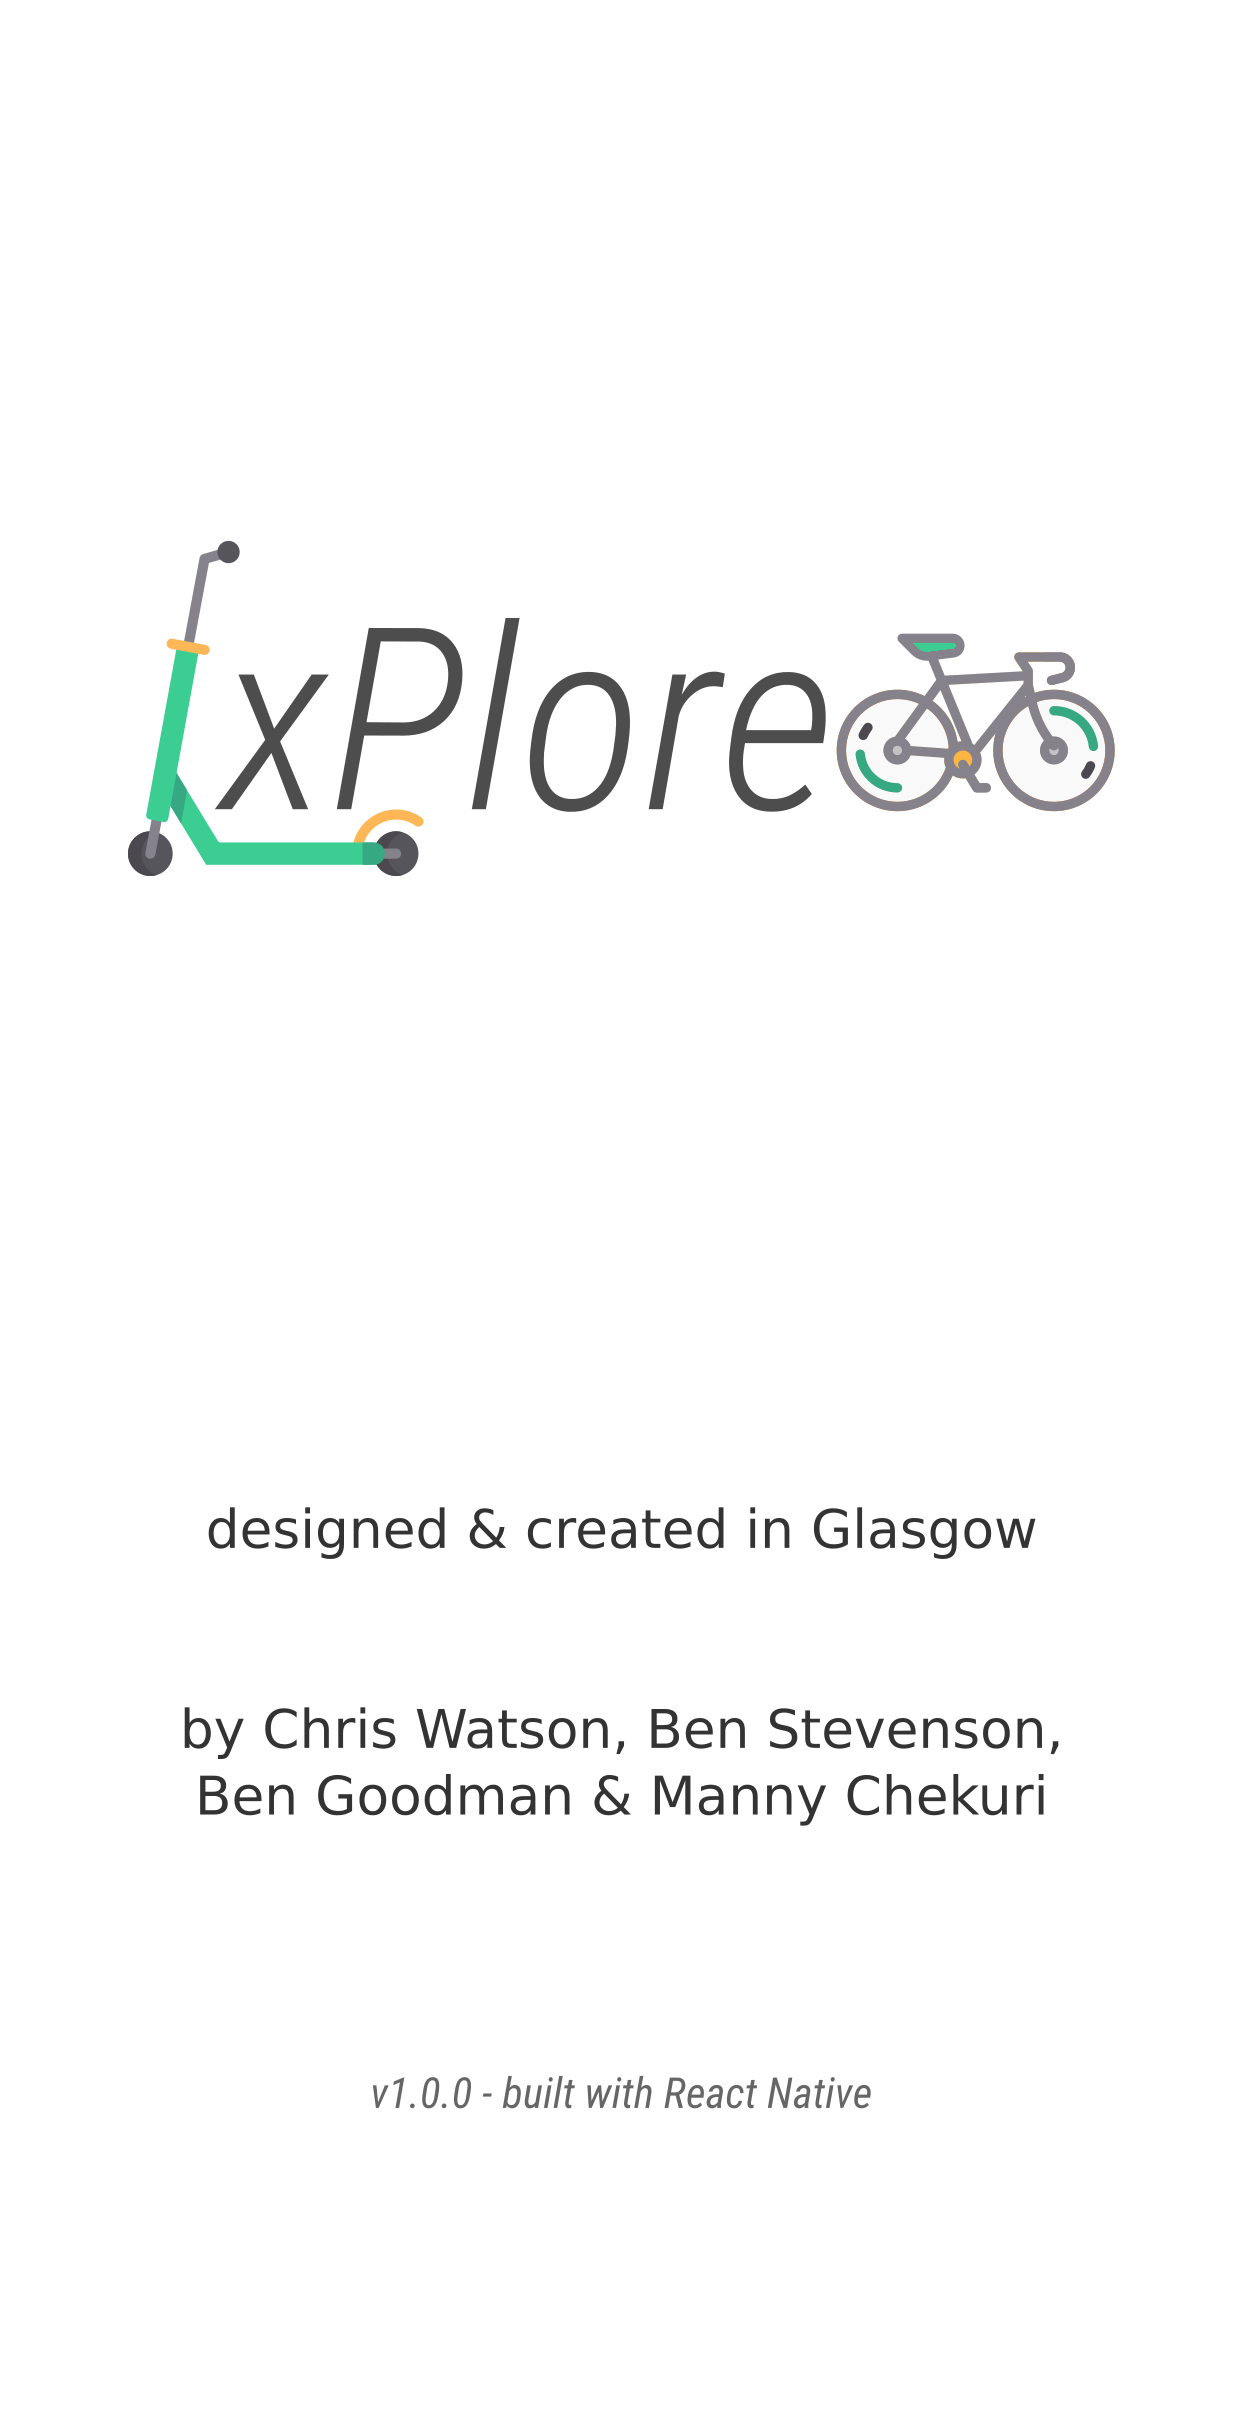 xPlore
designed & created in Glasgow
by Chris Watson, Ben Stevenson,
Ben Goodman & Manny Chekuri
v1.0.0 - built with React Native